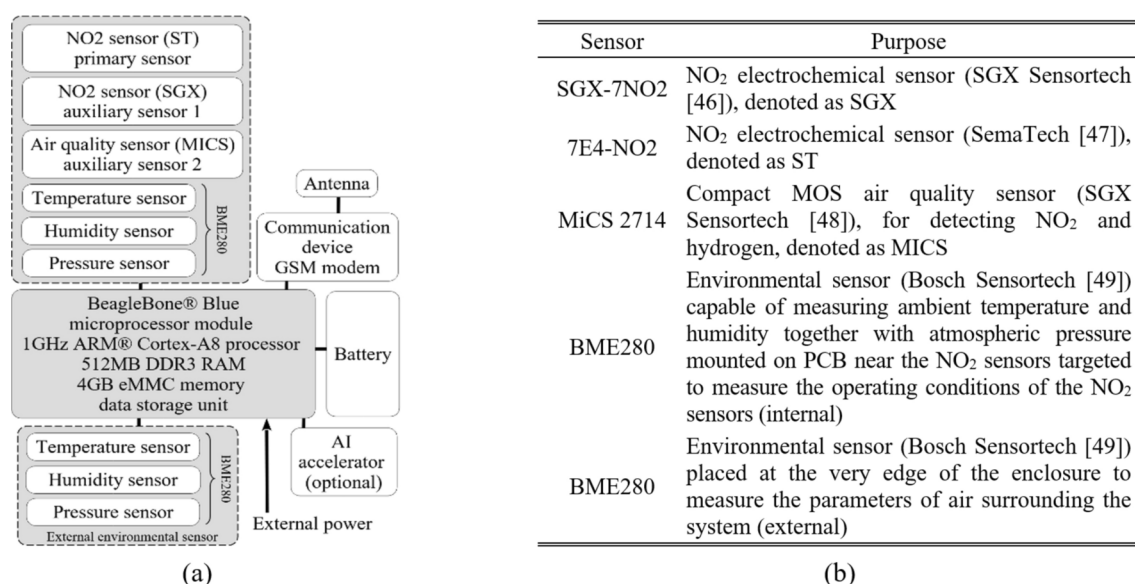 NO2 sensor (ST)
primary sensor
NO2 sensor (SGX)
auxiliary sensor 1
Air quality sensor (MICS)
auxiliary sensor 2
Temperature sensor
Humidity sensor
Pressure sensor
BME280
Antenna
Communication
device
GSM modem
BeagleBone® Blue
microprocessor module
1GHz ARM® Cortex-A8 processor
512MB DDR3 RAM
4GB eMMC memory
data storage unit
Battery
Temperature sensor
Humidity sensor
Pressure sensor
BME280
External environmental sensor
AI
accelerator
(optional)
External power
(a)
Sensor Purpose
SGX-7NO2
NO₂ electrochemical sensor (SGX Sensortech
[46]), denoted as SGX
7E4-NO2
NO₂ electrochemical sensor (SemaTech [47]),
denoted as ST
MiCS 2714
Compact MOS air quality sensor (SGX
Sensortech [48]), for detecting NO₂ and
hydrogen, denoted as MICS
BME280
Environmental sensor (Bosch Sensortech [49])
capable of measuring ambient temperature and
humidity together with atmospheric pressure
mounted on PCB near the NO₂ sensors targeted
to measure the operating conditions of the NO₂
sensors (internal)
BME280
Environmental sensor (Bosch Sensortech [49])
placed at the very edge of the enclosure to
measure the parameters of air surrounding the
system (external)
(b)